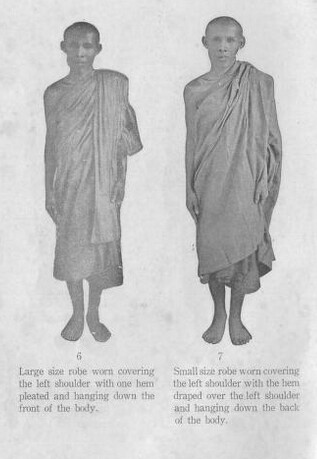 6
Large size robe worn covering
the left shoulder with one hem
pleated and hanging down the
front of the body.
7
Small size robe worn covering
the left shoulder with the hem
draped over the left shoulder
and hanging down the back
of the body.